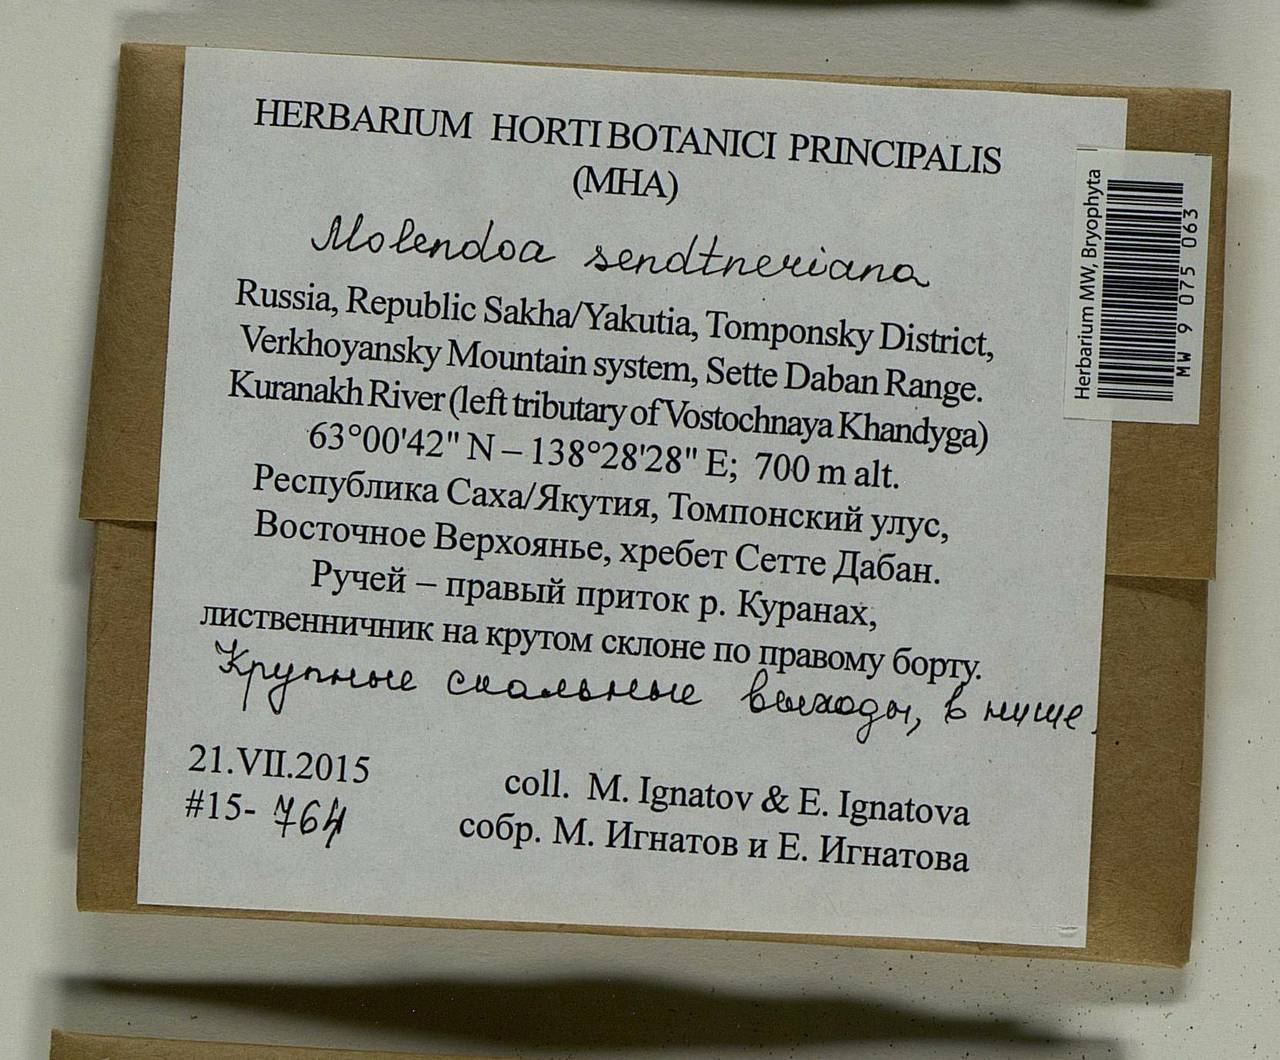 HERBARIUM HORTI BOTANICI PRINCIPALIS
(MHA)
Molendoa sendtneriana
Russia, Republic Sakha/Yakutia, Tomponsky District,
Verkhoyansky Mountain system, Sette Daban Range.
Kuranakh River (left tributary of Vostochnaya Khandyga)
63°00'42" N – 138°28'28" E; 700 m alt.
Республика Саха/Якутия, Томпонский улус,
Восточное Верхоянье, хребет Сетте Дабан.
Ручей – правый приток р. Куранах,
лиственничник на крутом склоне по правому борту.
Крупные скальные выходы, в нише.
21.VII.2015
#15- 764
coll. M. Ignatov & E. Ignatova
собр. М. Игнатов и Е. Игнатова
Herbarium MW, Bryophyta
MW 9 075 063